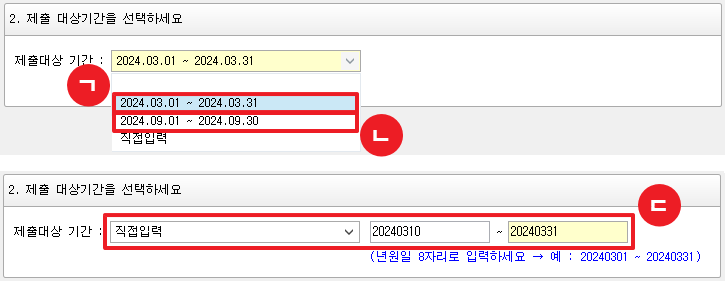 2. 제출 대상기간을 선택하세요
제출대상 기간 : 2024.03.01 ~ 2024.03.31
ㄱ
2024.03.01 ~ 2024.03.31
2024.09.01 ~ 2024.09.30
ㄴ
직접입력
2. 제출 대상기간을 선택하세요
ㄷ
제출대상 기간 : 직접입력 20240310 ~ 20240331
(년원일 8자리로 입력하세요 → 예 : 20240301 ~ 20240331)